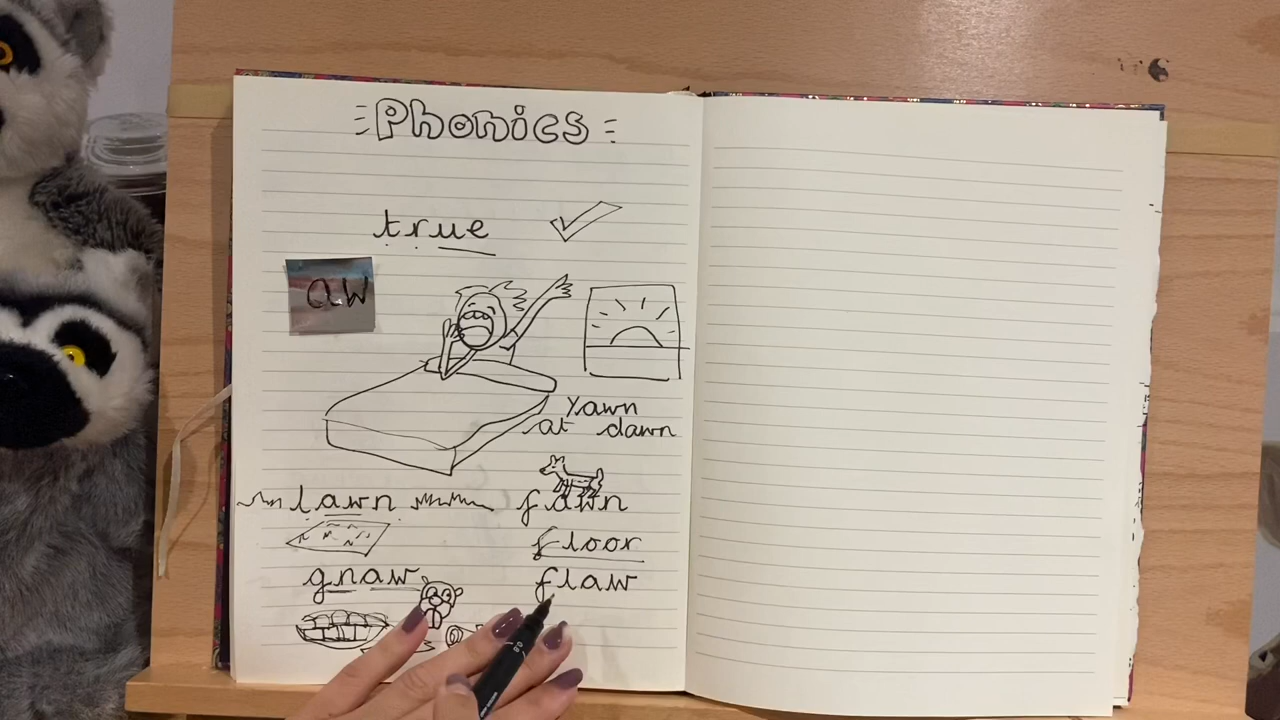 Phonics
true
aw
Yawn
at dawn
lawn
fawn
floor
gnaw
flaw